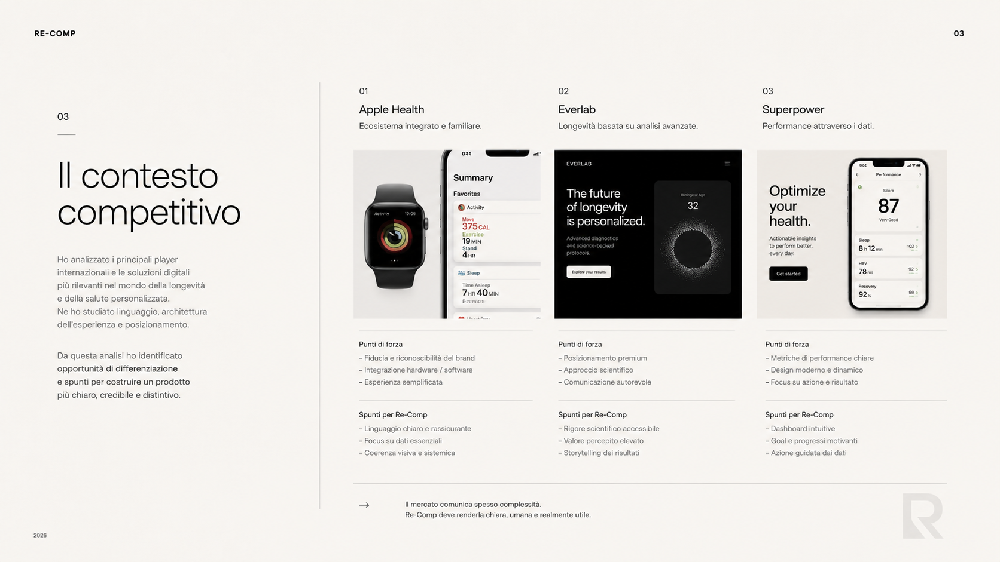 RE-COMP
03
03
Il contesto
competitivo
Ho analizzato i principali player
internazionali e le soluzioni digitali
più rilevanti nel mondo della longevità
e della salute personalizzata.
Ne ho studiato linguaggio, architettura
dell'esperienza e posizionamento.
Da questa analisi ho identificato
opportunità di differenziazione
e spunti per costruire un prodotto
più chiaro, credibile e distintivo.
2026
01
Apple Health
Ecosistema integrato e familiare.
Activity 10:09
Summary
Favorites
Activity
Move
375 CAL
Exercise
19 MIN
Stand
4 HR
Sleep
Time Asleep
7 HR 40 MIN
Punti di forza
– Fiducia e riconoscibilità del brand
– Integrazione hardware / software
– Esperienza semplificata
Spunti per Re-Comp
– Linguaggio chiaro e rassicurante
– Focus su dati essenziali
– Coerenza visiva e sistemica
02
Everlab
Longevità basata su analisi avanzate.
EVERLAB
The future
of longevity
is personalized.
Advanced diagnostics
and science-backed
protocols.
Explore your results
Biological Age
32
Punti di forza
– Posizionamento premium
– Approccio scientifico
– Comunicazione autorevole
Spunti per Re-Comp
– Rigore scientifico accessibile
– Valore percepito elevato
– Storytelling dei risultati
03
Superpower
Performance attraverso i dati.
Optimize
your
health.
Actionable insights
to perform better,
every day.
Get started
Performance
Score
87
Very Good
Sleep
8 h 12 min 102
HRV
78 ms 92
Recovery
92 %
Punti di forza
– Metriche di performance chiare
– Design moderno e dinamico
– Focus su azione e risultato
Spunti per Re-Comp
– Dashboard intuitive
– Goal e progressi motivanti
– Azione guidata dai dati
→ Il mercato comunica spesso complessità.
Re-Comp deve renderla chiara, umana e realmente utile.
R